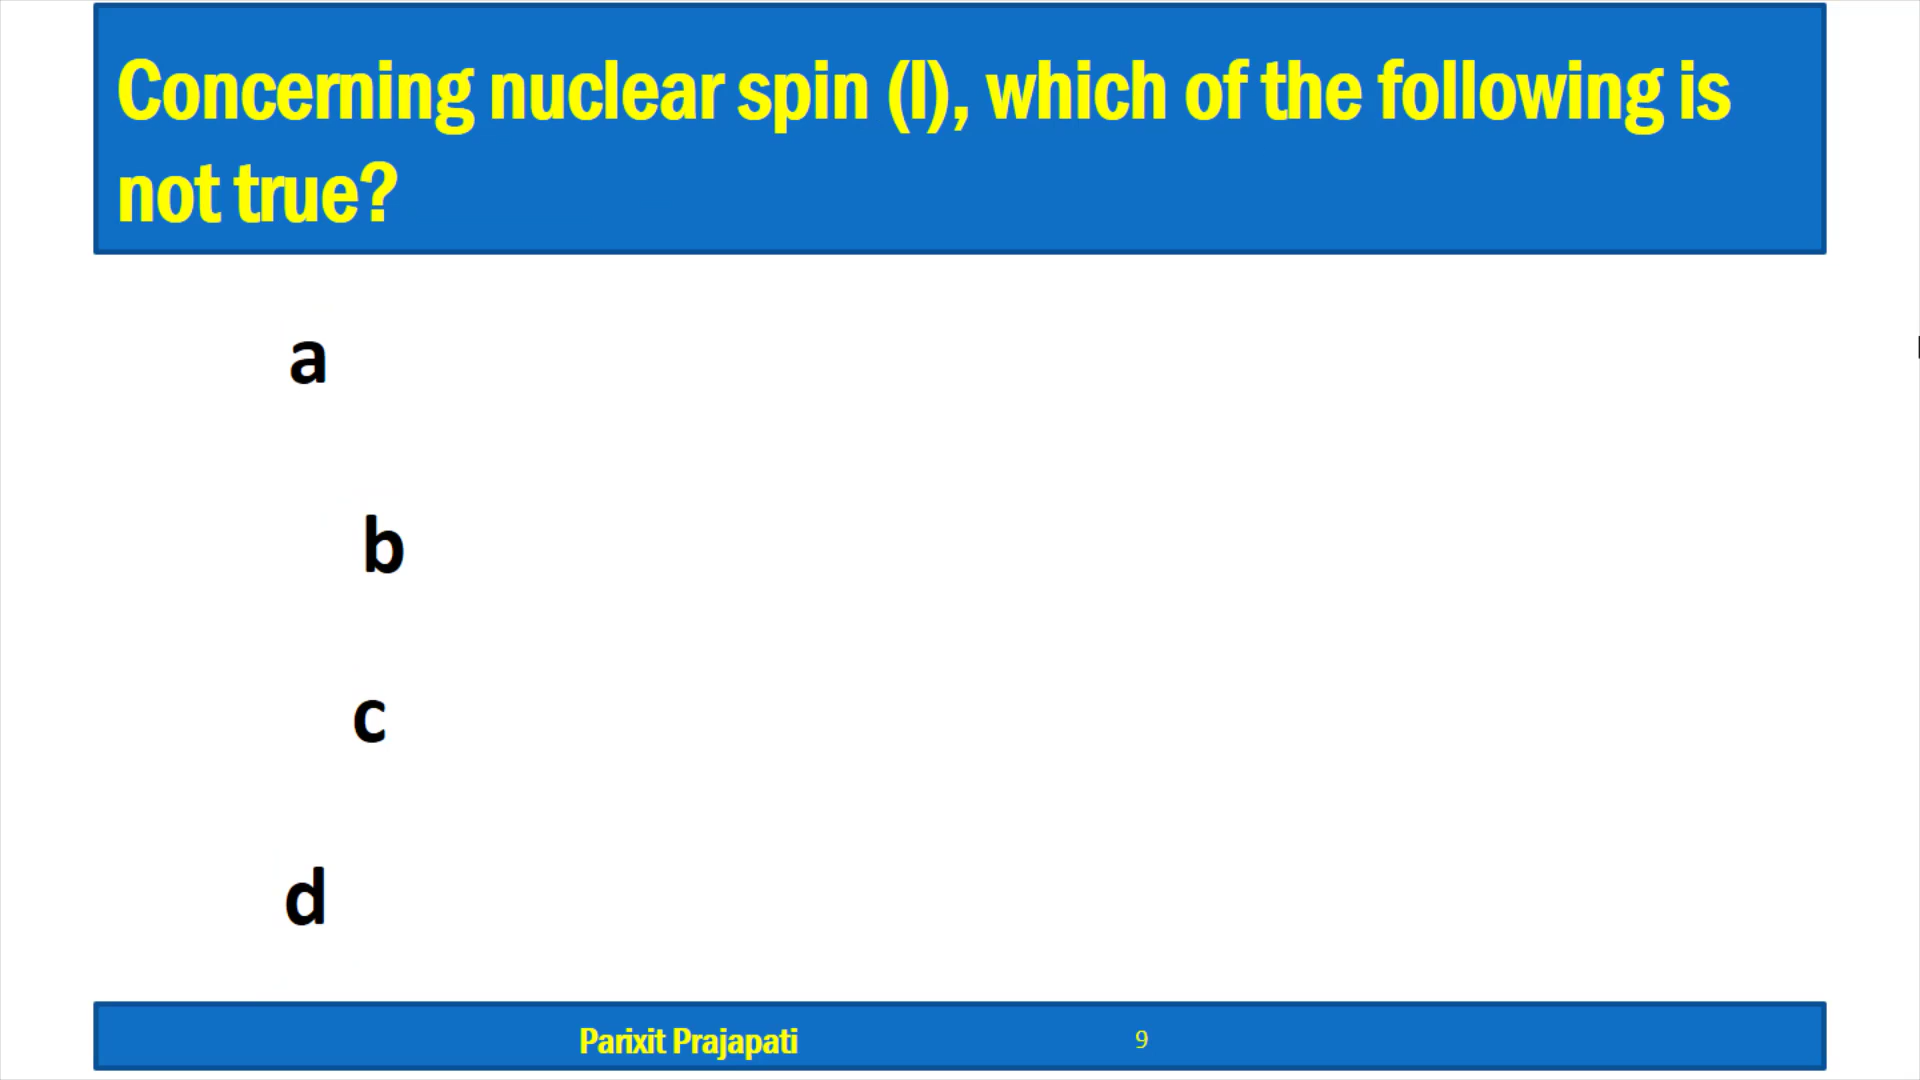 Concerning nuclear spin (I), which of the following is
not true?
a
b
c
d
Parixit Prajapati
9